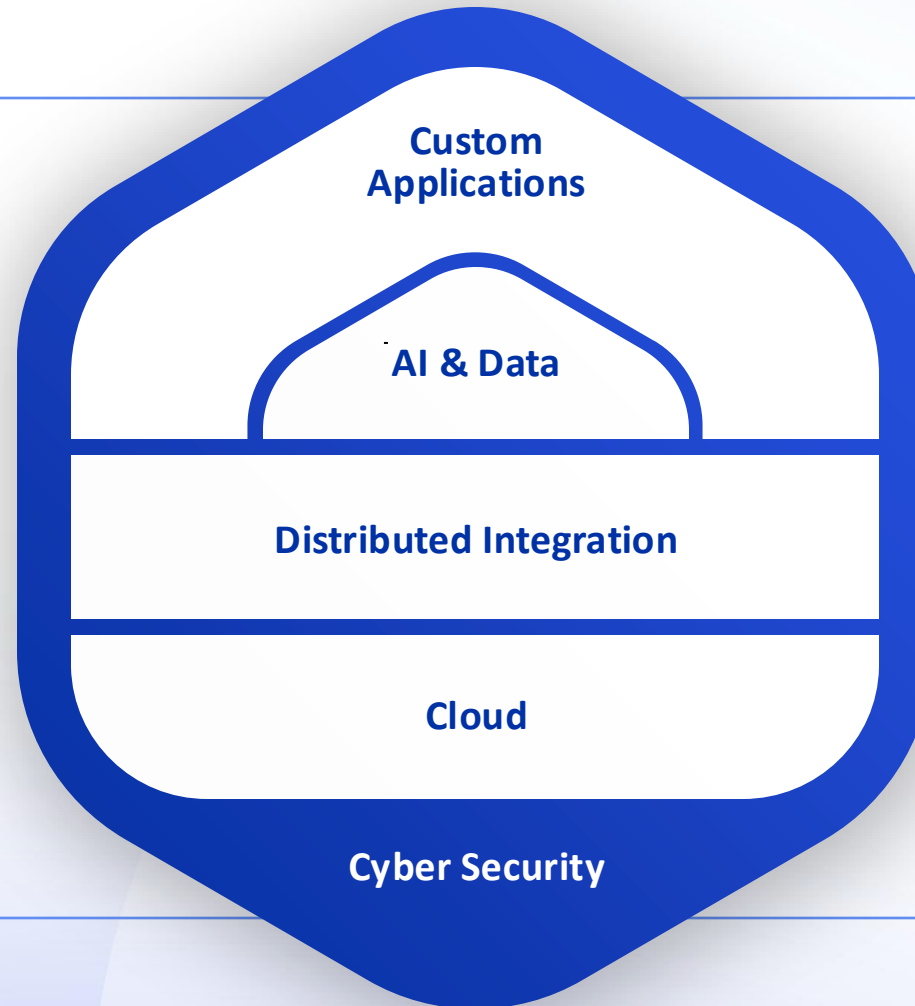 Custom
Applications
AI & Data
Distributed Integration
Cloud
Cyber Security